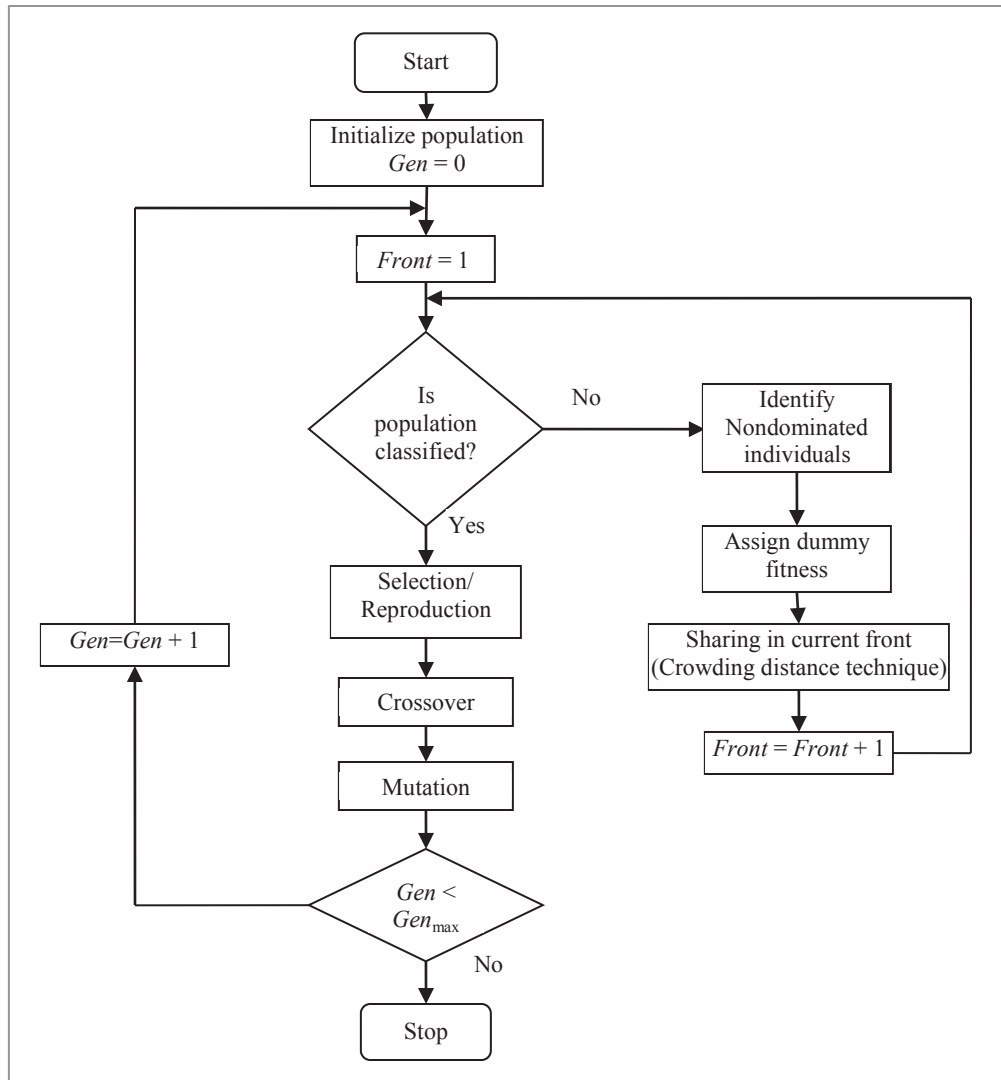 Start
Initialize population
Gen = 0
Front = 1
Is
population
classified?
No
Identify
Nondominated
individuals
Yes
Assign dummy
fitness
Selection/
Reproduction
Sharing in current front
(Crowding distance technique)
Gen=Gen + 1
Crossover
Front = Front + 1
Mutation
Gen <
Genmax
No
Stop